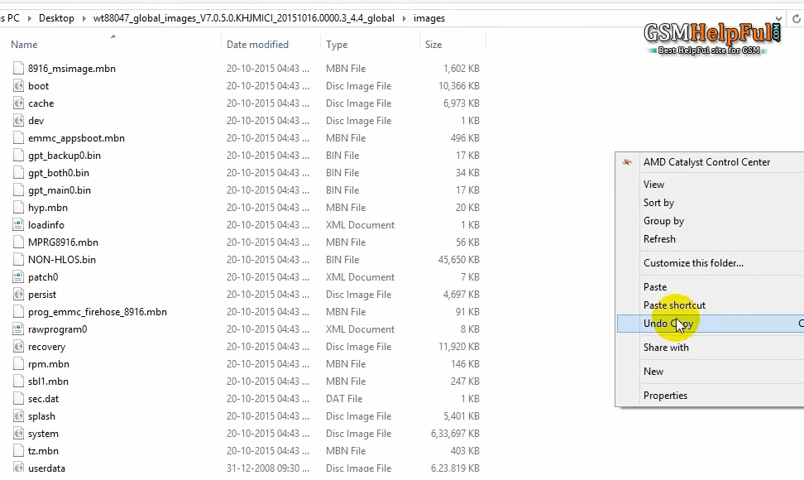 s PC › Desktop › wt88047_global_images_V7.0.5.0.KHJMICI_20151016.0000.3_4.4_global › images
GSMHelpFul.COM
Best HelpFul site for GSM
Name Date modified Type Size
8916_msimage.mbn 20-10-2015 04:43 ... MBN File 1,602 KB
boot 20-10-2015 04:43 ... Disc Image File 10,366 KB
cache 20-10-2015 04:43 ... Disc Image File 6,973 KB
dev 20-10-2015 04:43 ... Disc Image File 1 KB
emmc_appsboot.mbn 20-10-2015 04:43 ... MBN File 496 KB
gpt_backup0.bin 20-10-2015 04:43 ... BIN File 17 KB
gpt_both0.bin 20-10-2015 04:43 ... BIN File 34 KB
gpt_main0.bin 20-10-2015 04:43 ... BIN File 17 KB
hyp.mbn 20-10-2015 04:43 ... MBN File 20 KB
loadinfo 20-10-2015 04:43 ... XML Document 1 KB
MPRG8916.mbn 20-10-2015 04:43 ... MBN File 56 KB
NON-HLOS.bin 20-10-2015 04:43 ... BIN File 45,650 KB
patch0 20-10-2015 04:43 ... XML Document 7 KB
persist 20-10-2015 04:43 ... Disc Image File 4,697 KB
prog_emmc_firehose_8916.mbn 20-10-2015 04:43 ... MBN File 91 KB
rawprogram0 20-10-2015 04:43 ... XML Document 8 KB
recovery 20-10-2015 04:43 ... Disc Image File 11,920 KB
rpm.mbn 20-10-2015 04:43 ... MBN File 146 KB
sbl1.mbn 20-10-2015 04:43 ... MBN File 247 KB
sec.dat 20-10-2015 04:43 ... DAT File 1 KB
splash 20-10-2015 04:43 ... Disc Image File 5,401 KB
system 20-10-2015 04:43 ... Disc Image File 6,33,697 KB
tz.mbn 20-10-2015 04:43 ... MBN File 403 KB
userdata 31-12-2008 09:30 ... Disc Image File 6,23,819 KB
AMD Catalyst Control Center
View
Sort by
Group by
Refresh
Customize this folder...
Paste
Paste shortcut
Undo Copy C
Share with
New
Properties